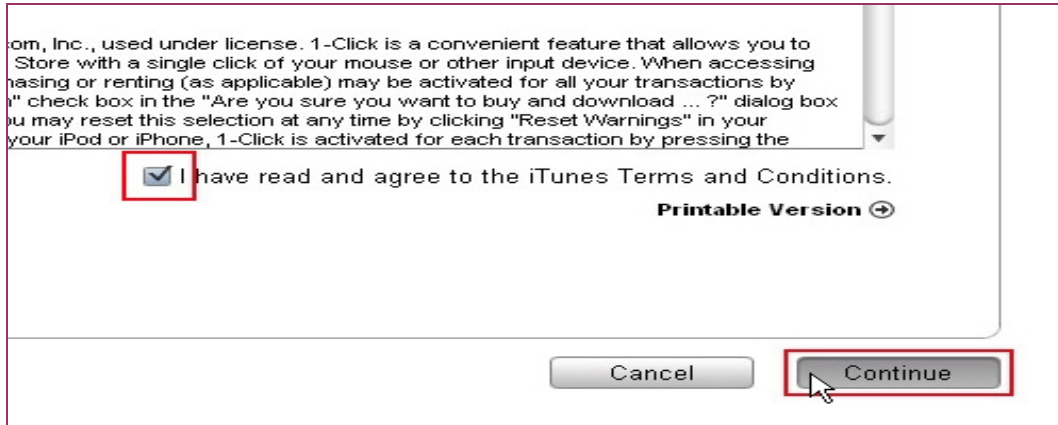 om, Inc., used under license. 1-Click is a convenient feature that allows you to
Store with a single click of your mouse or other input device. When accessing
hasing or renting (as applicable) may be activated for all your transactions by
" check box in the "Are you sure you want to buy and download ... ?" dialog box
ou may reset this selection at any time by clicking "Reset Warnings" in your
your iPod or iPhone, 1-Click is activated for each transaction by pressing the
I have read and agree to the iTunes Terms and Conditions.
Printable Version
Cancel
Continue